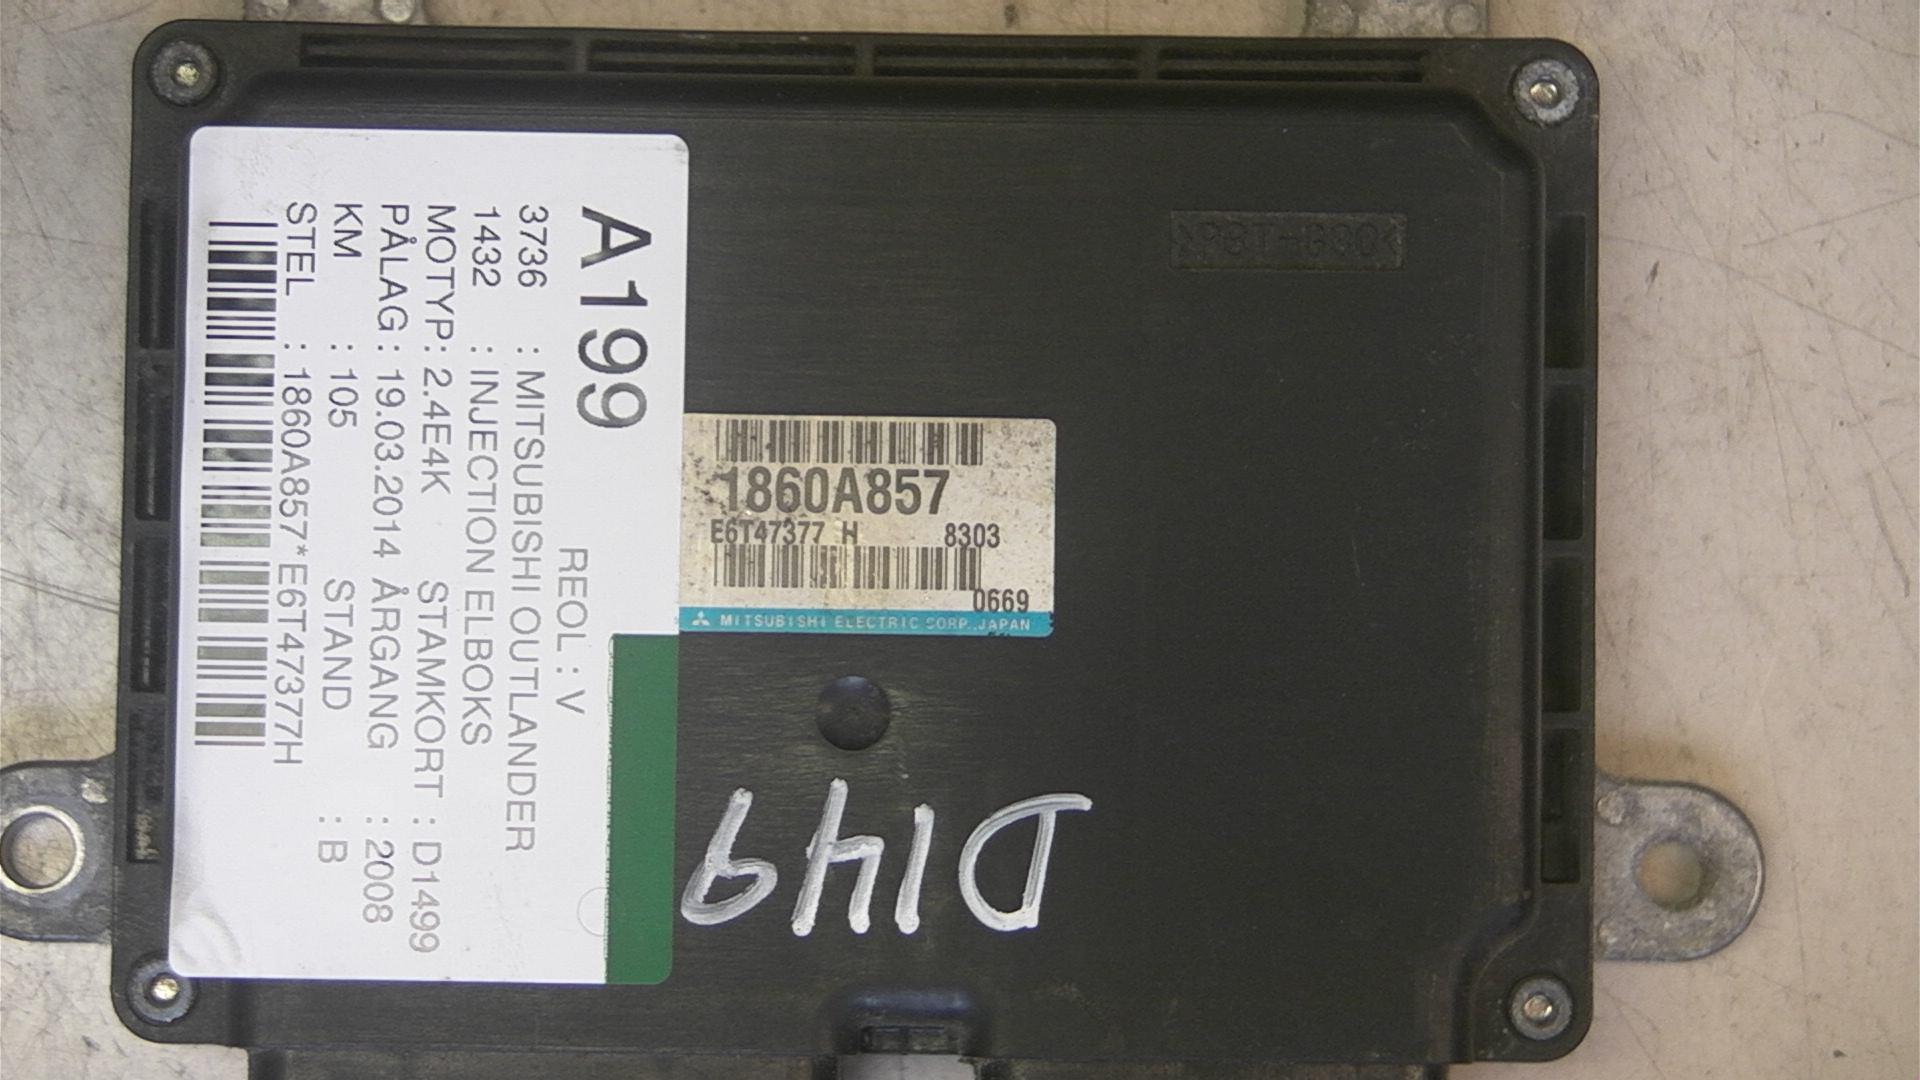 A199
REOL : V
3736 : MITSUBISHI OUTLANDER
1432 : INJECTION ELBOKS
MOTYP: 2.4E4K STAMKORT : D1499
PÅLAG : 19.03.2014 ÅRGANG : 2008
KM : 105 STAND : B
STEL : 1860A857*E6T47377H
1860A857
E6T47377 H 8303
0669
MITSUBISHI ELECTRIC CORP. JAPAN
D149